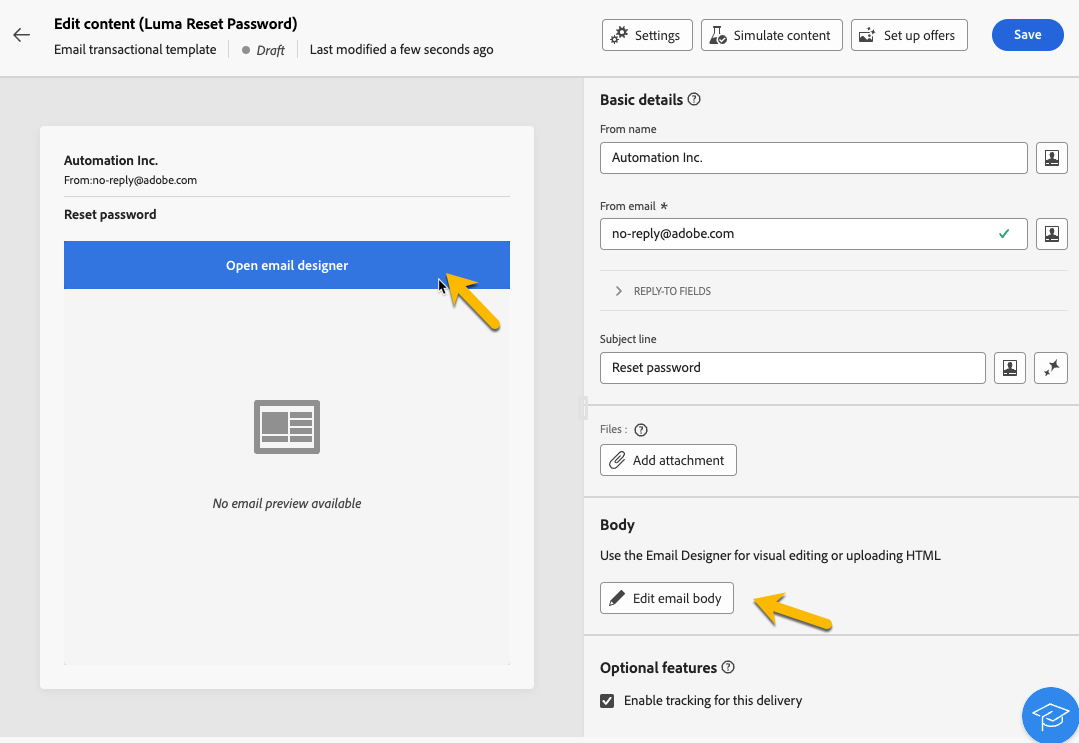 Edit content (Luma Reset Password)
Email transactional template
Draft
Last modified a few seconds ago
Settings
Simulate content
Set up offers
Save
Automation Inc.
From:no-reply@adobe.com
Reset password
Open email designer
No email preview available
Basic details
From name
Automation Inc.
From email *
no-reply@adobe.com
REPLY-TO FIELDS
Subject line
Reset password
Files :
Add attachment
Body
Use the Email Designer for visual editing or uploading HTML
Edit email body
Optional features
Enable tracking for this delivery